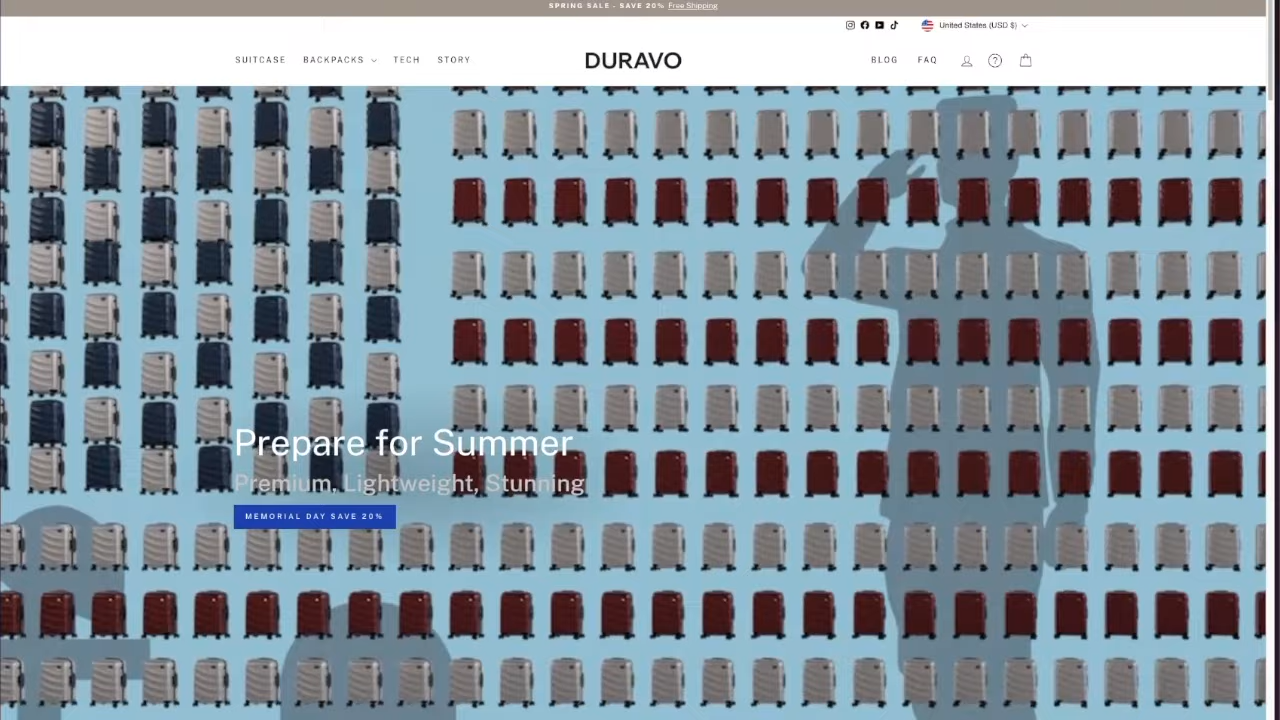 SPRING SALE - SAVE 20% Free Shipping
United States (USD $)
SUITCASE BACKPACKS TECH STORY DURAVO BLOG FAQ
Prepare for Summer
Premium, Lightweight, Stunning
MEMORIAL DAY SAVE 20%